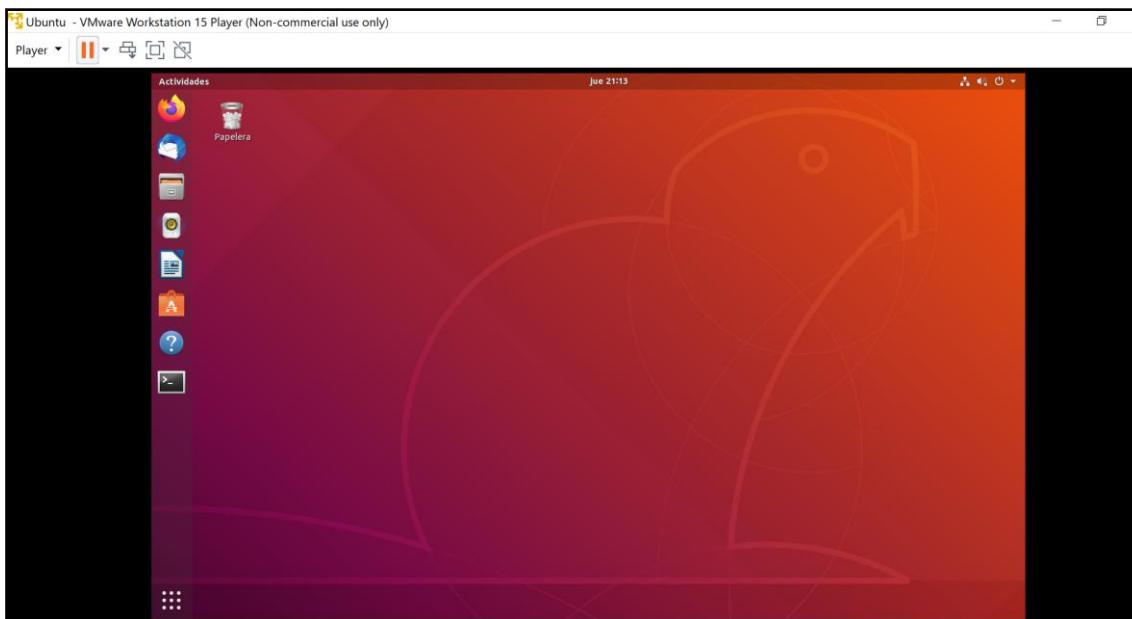 Ubuntu - VMware Workstation 15 Player (Non-commercial use only)
Player
Actividades
jue 21:13
Papelera